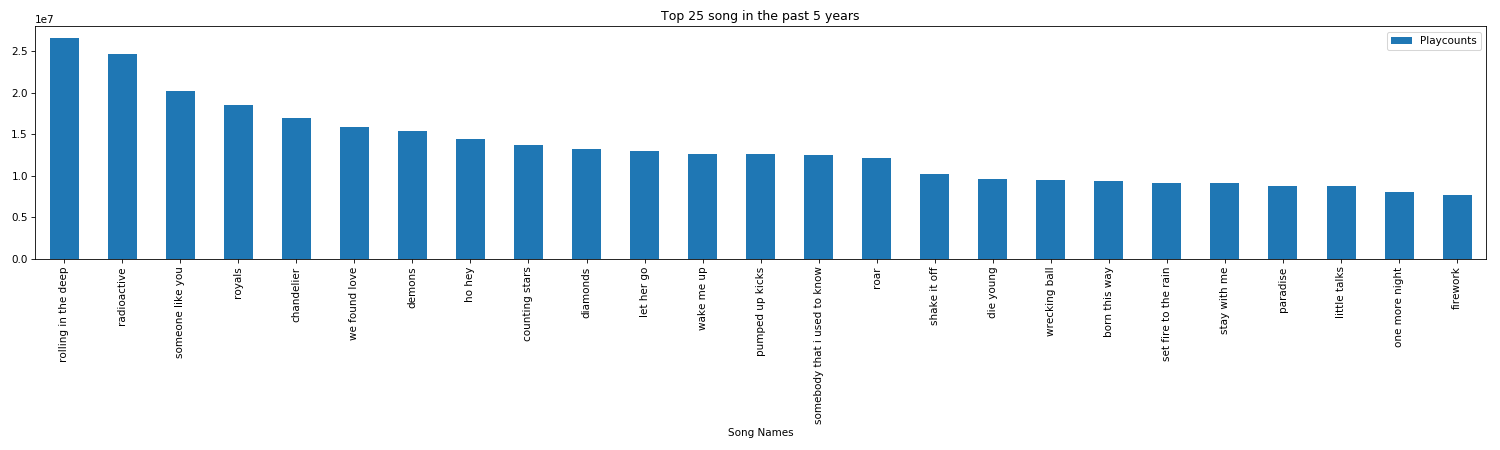 Top 25 song in the past 5 years
1e7
Playcounts
2.5
2.0
1.5
1.0
0.5
0.0
rolling in the deep
radioactive
someone like you
royals
chandelier
we found love
demons
ho hey
counting stars
diamonds
let her go
wake me up
pumped up kicks
somebody that i used to know
roar
shake it off
die young
wrecking ball
born this way
set fire to the rain
stay with me
paradise
little talks
one more night
firework
Song Names